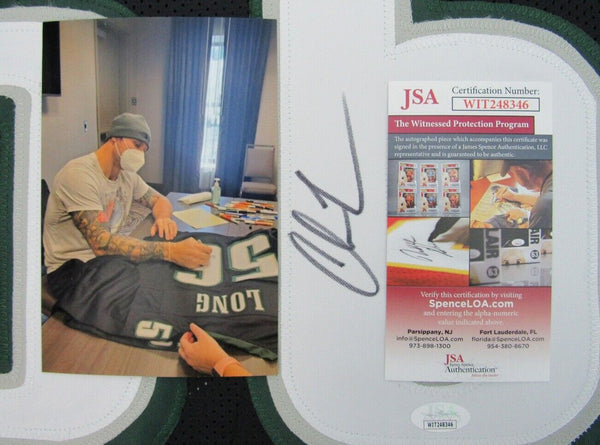 56
LONG
JSA
Certification Number:
WIT248346
The Witnessed Protection Program
The autographed piece which accompanies this certificate was
signed in the presence of a James Spence Authentication, LLC.
representative and is guaranteed to be authentic.
Verify this certification by visiting
SpenceLOA.com
and entering the alpha-numeric
value indicated above.
Parsippany, NJ
info@SpenceLOA.com
973-898-1300
Fort Lauderdale, FL
florida@SpenceLOA.com
954-380-8670
JSA
James Spence
Authentication
WIT248346